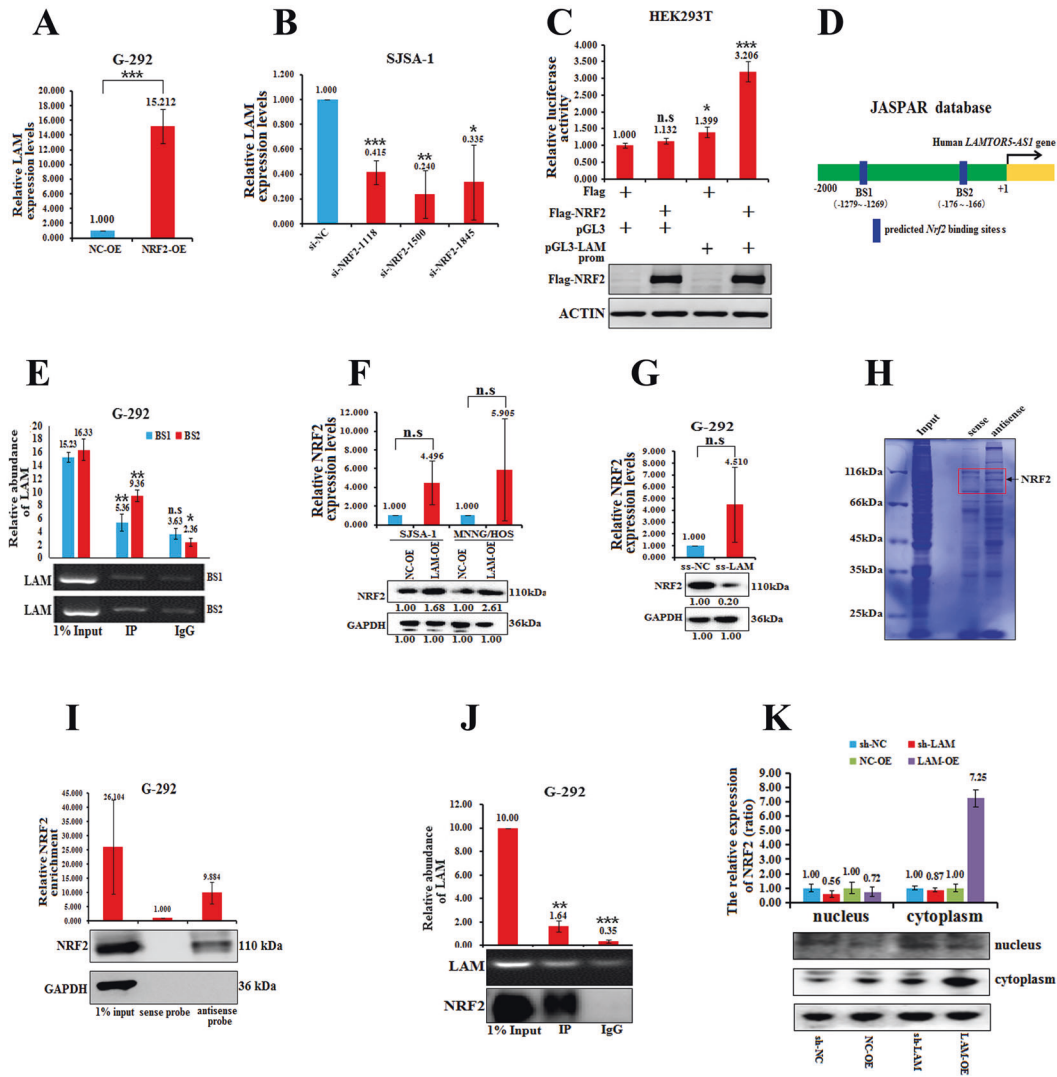 A
G-292
***
Relative LAM
expression levels
20.000
18.000
16.000
14.000
12.000
10.000
8.000
6.000
4.000
2.000
0.000
1.000
15.212
NC-OE
NRF2-OE
B
SJSA-1
Relative LAM
expression levels
1.200
1.000
0.800
0.600
0.400
0.200
0.000
1.000
***
0.415
**
0.240
*
0.335
si-NC
si-NRF2-1118
si-NRF2-1500
si-NRF2-1845
C
HEK293T
Relative luciferase
activity
4.000
3.500
3.000
2.500
2.000
1.500
1.000
0.500
0.000
1.000
n.s
1.132
*
1.399
***
3.206
Flag + +
Flag-NRF2 + +
pGL3 + +
pGL3-LAM + +
prom
Flag-NRF2
ACTIN
D
JASPAR database
Human LAMTOR5-AS1 gene
-2000
BS1
(-1279~-1269)
BS2
(-176~-166)
+1
predicted Nrf2 binding site s
E
G-292
BS1 BS2
Relative abundance
of LAM
20
18
16
14
12
10
8
6
4
2
0
15.23
16.33
**
5.36
**
9.36
n.s
3.63
*
2.36
LAM BS1
LAM BS2
1% Input IP IgG
F
n.s
n.s
Relative NRF2
expression levels
12.000
10.000
8.000
6.000
4.000
2.000
0.000
1.000
4.496
1.000
5.905
SJSA-1 MNNG/HOS
NC-OE
LAM-OE
NC-OE
LAM-OE
NRF2 110kDa
1.00 1.68 1.00 2.61
GAPDH 36kDa
1.00 1.00 1.00 1.00
G
G-292
n.s
Relative NRF2
expression levels
9.000
8.000
7.000
6.000
5.000
4.000
3.000
2.000
1.000
0.000
1.000
4.510
ss-NC ss-LAM
NRF2 110kDa
1.00 0.20
GAPDH 36kDa
1.00 1.00
H
Input
sense
antisense
116kDa
66kDa
45kDa
35kDa
25kDa
NRF2
I
G-292
Relative NRF2
enrichment
45.000
40.000
35.000
30.000
25.000
20.000
15.000
10.000
5.000
0.000
26.104
1.000
9.884
NRF2 110 kDa
GAPDH 36 kDa
1% input sense probe antisense
probe
J
G-292
Relative abundance
of LAM
12.00
10.00
8.00
6.00
4.00
2.00
0.00
10.00
**
1.64
***
0.35
LAM
NRF2
1% Input IP IgG
K
sh-NC sh-LAM
NC-OE LAM-OE
The relative expression
of NRF2 (ratio)
9.00
8.00
7.00
6.00
5.00
4.00
3.00
2.00
1.00
0.00
1.00
0.56
1.00
0.72
1.00
0.87
1.00
7.25
nucleus cytoplasm
nucleus
cytoplasm
sh-NC
NC-OE
sh-LAM
LAM-OE